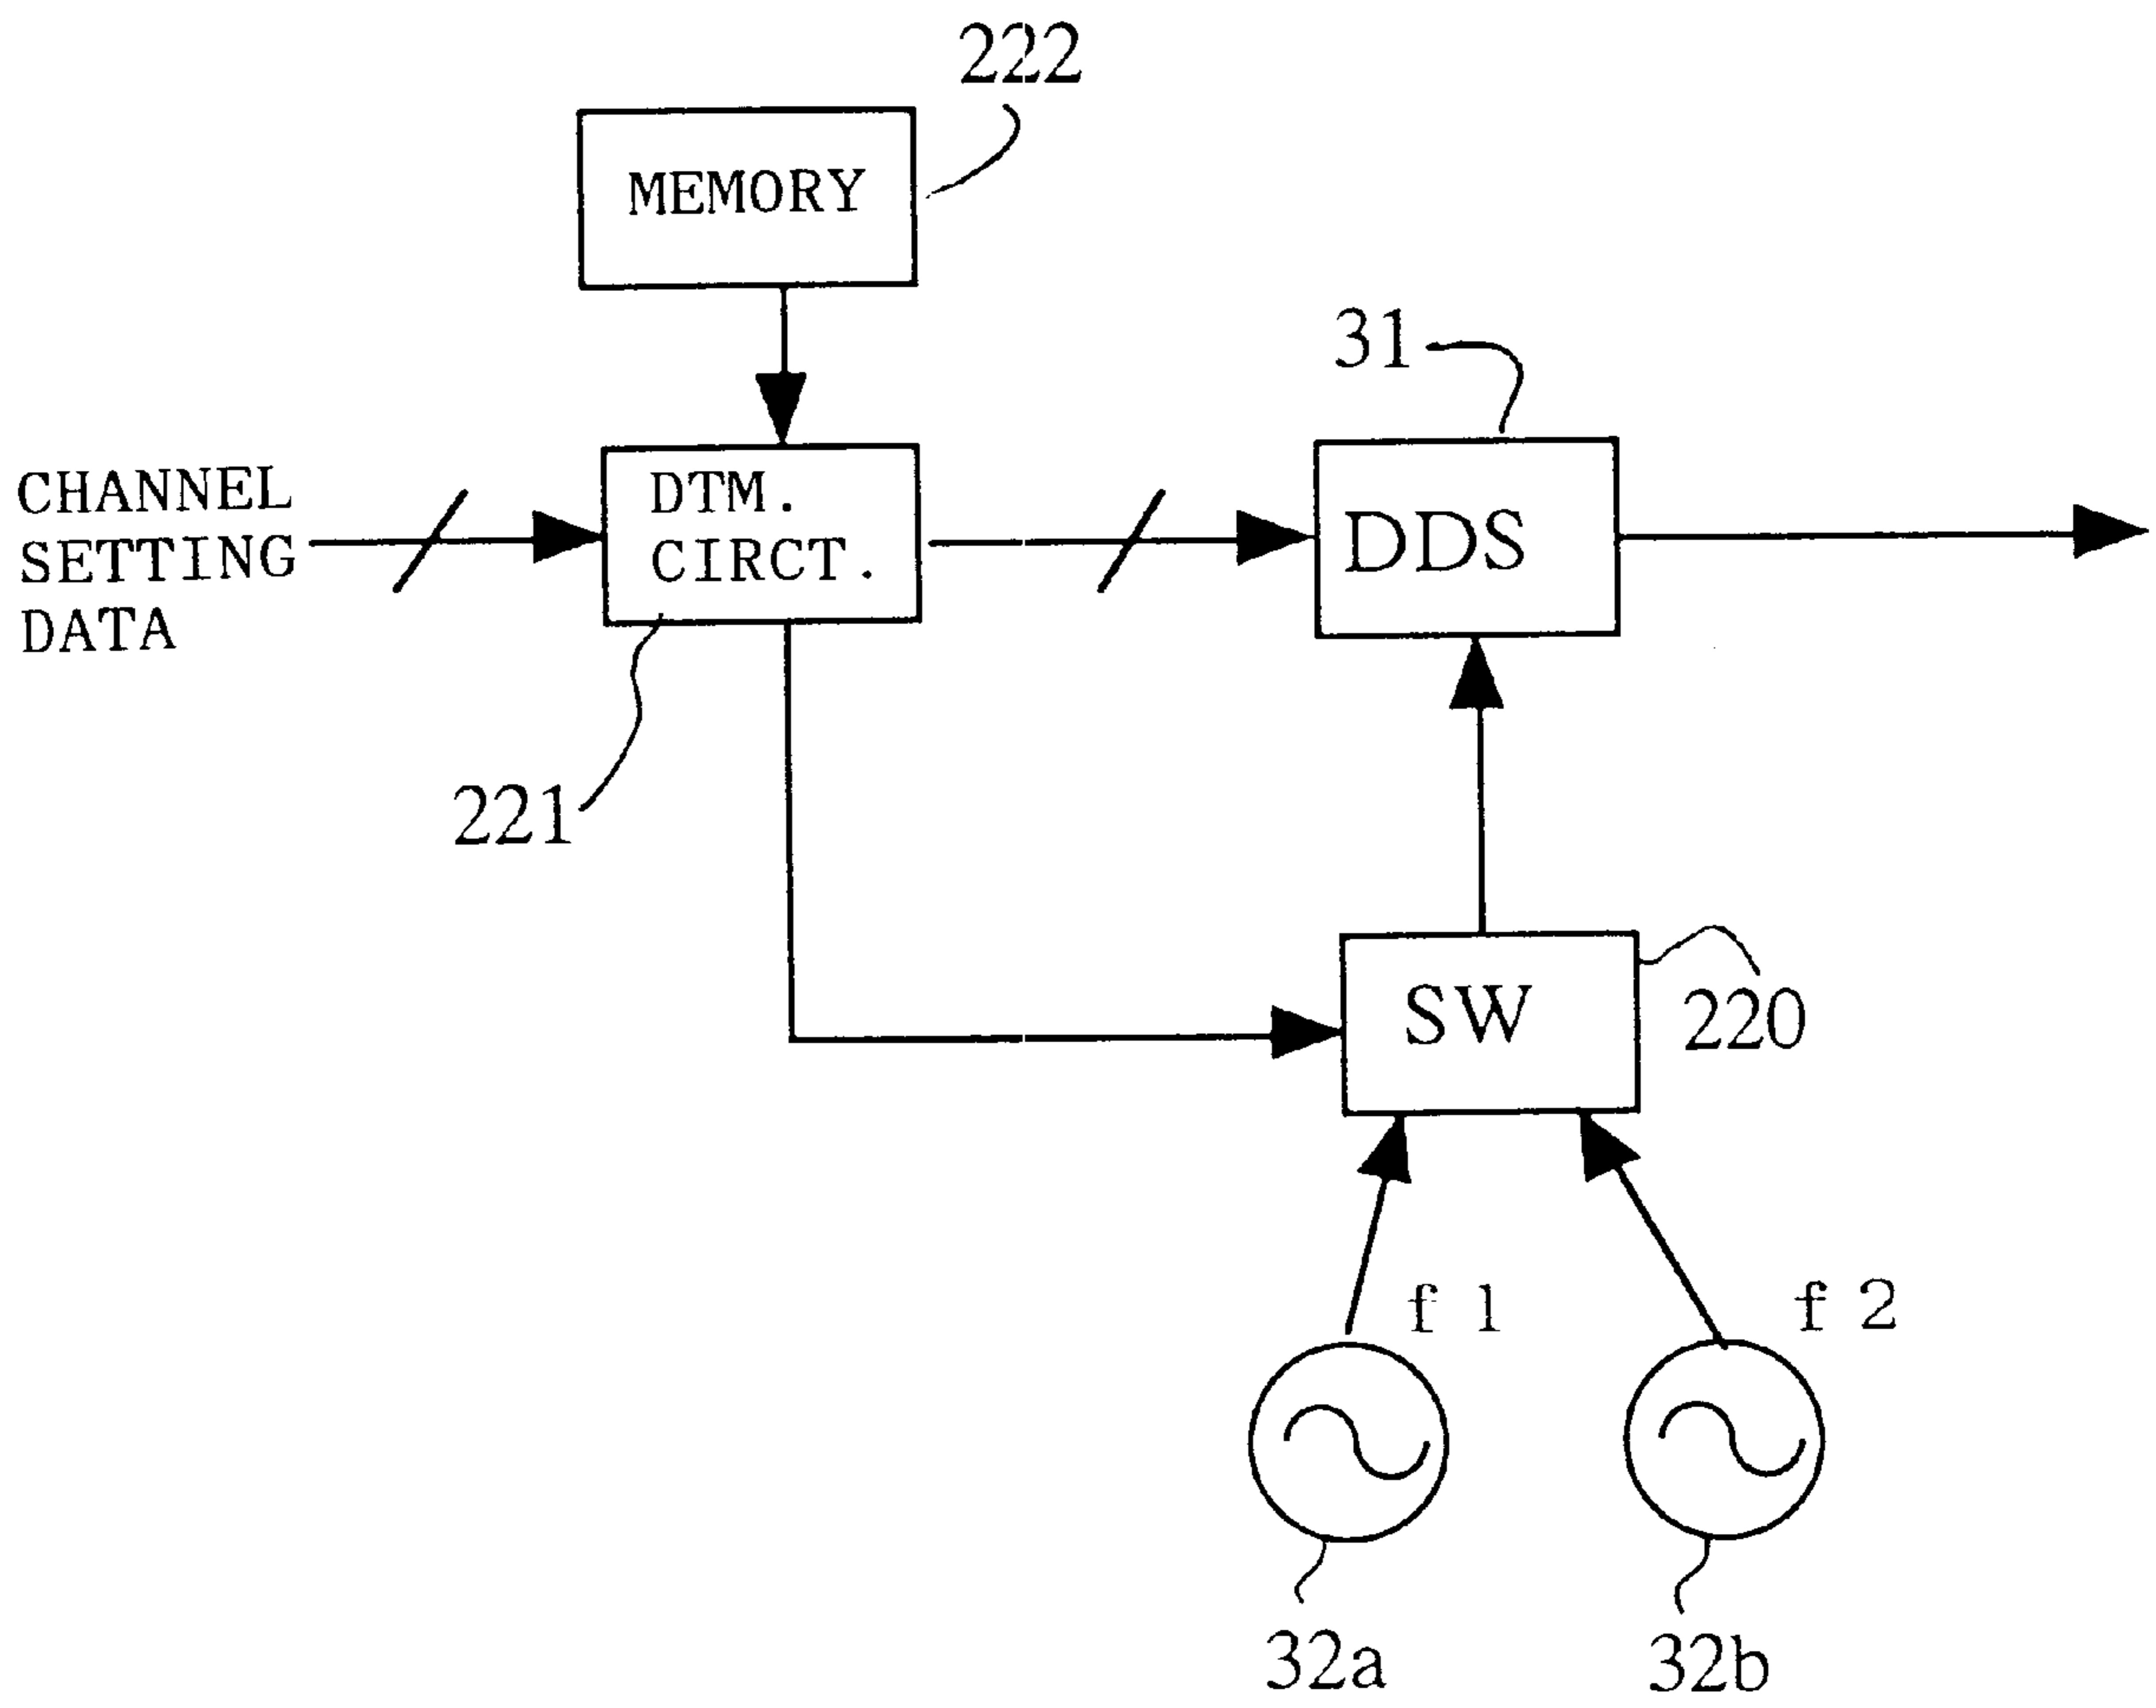 222
MEMORY
31
CHANNEL
SETTING
DATA
DTM.
CIRCT.
DDS
221
SW
220
f 1
f 2
32a
32b